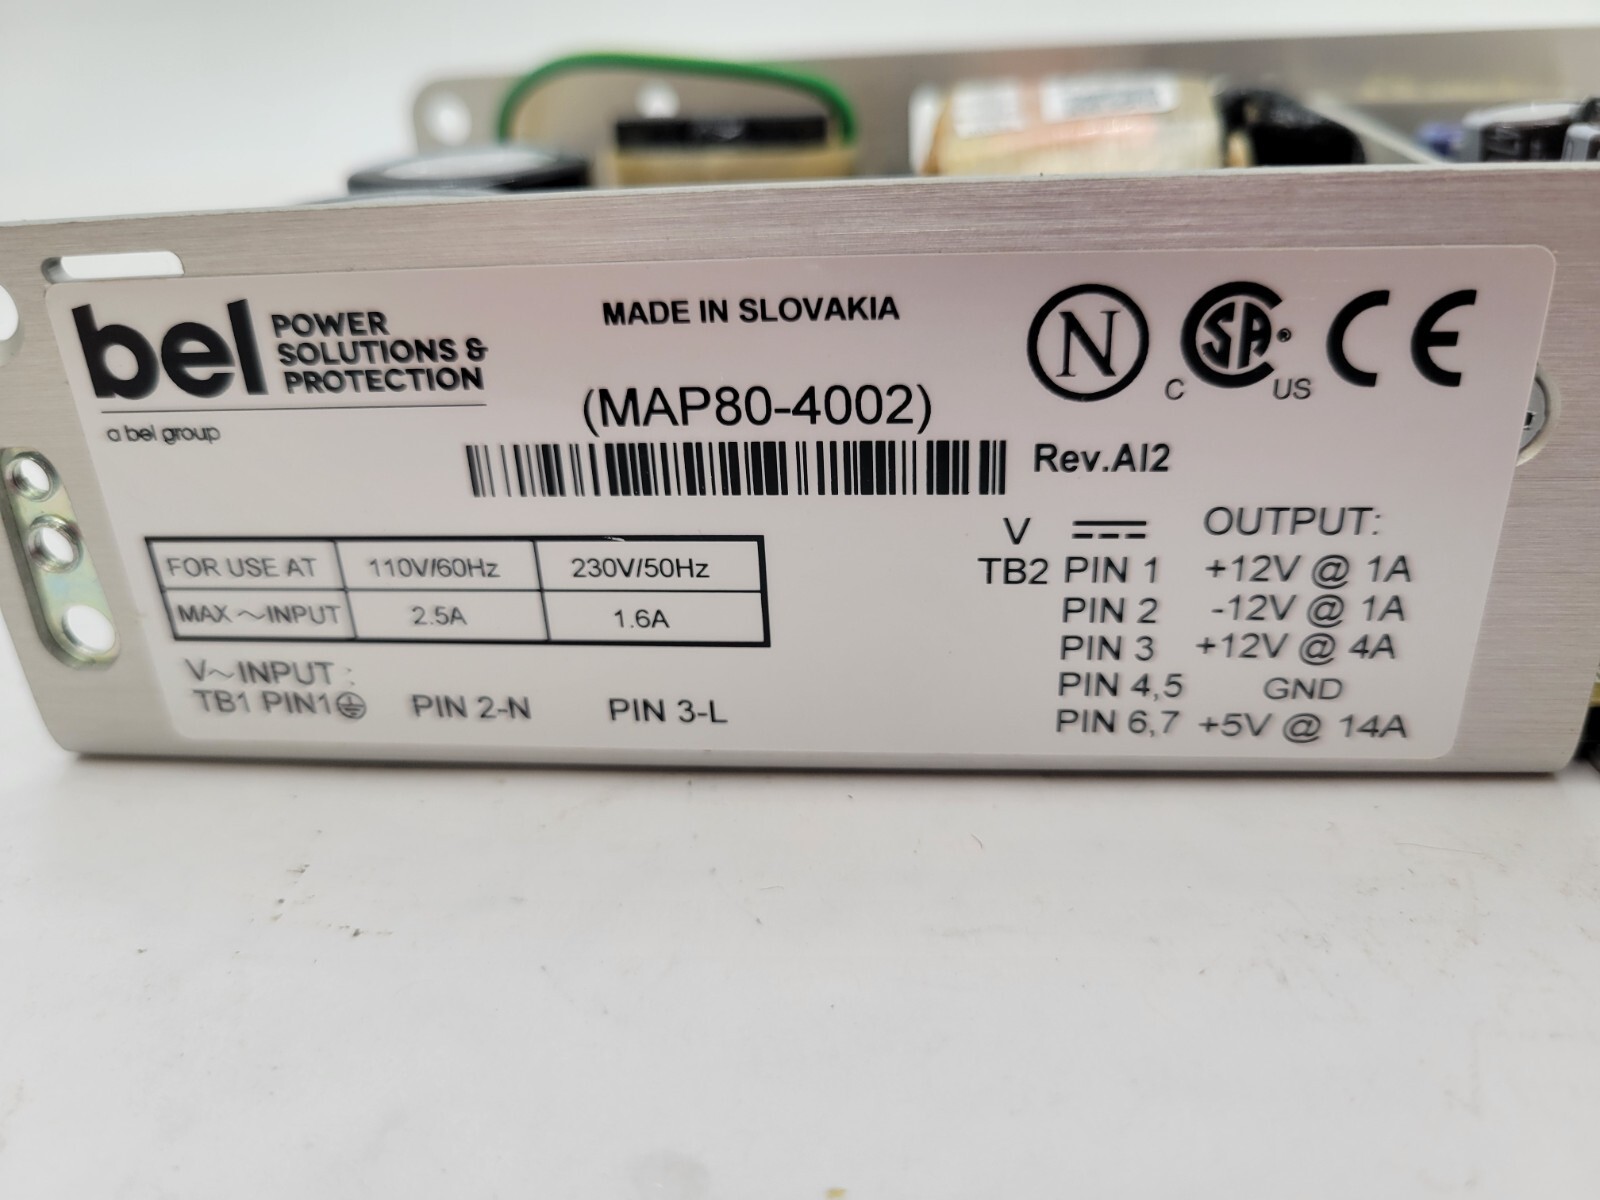 bel POWER
SOLUTIONS &
PROTECTION
a bel group
MADE IN SLOVAKIA
(MAP80-4002)
N
C SA® US
CE
Rev.AI2
FOR USE AT 110V/60Hz 230V/50Hz
MAX ~INPUT 2.5A 1.6A
V~INPUT :
TB1 PIN1 PIN 2-N PIN 3-L
V OUTPUT:
TB2 PIN 1 +12V @ 1A
PIN 2 -12V @ 1A
PIN 3 +12V @ 4A
PIN 4,5 GND
PIN 6,7 +5V @ 14A